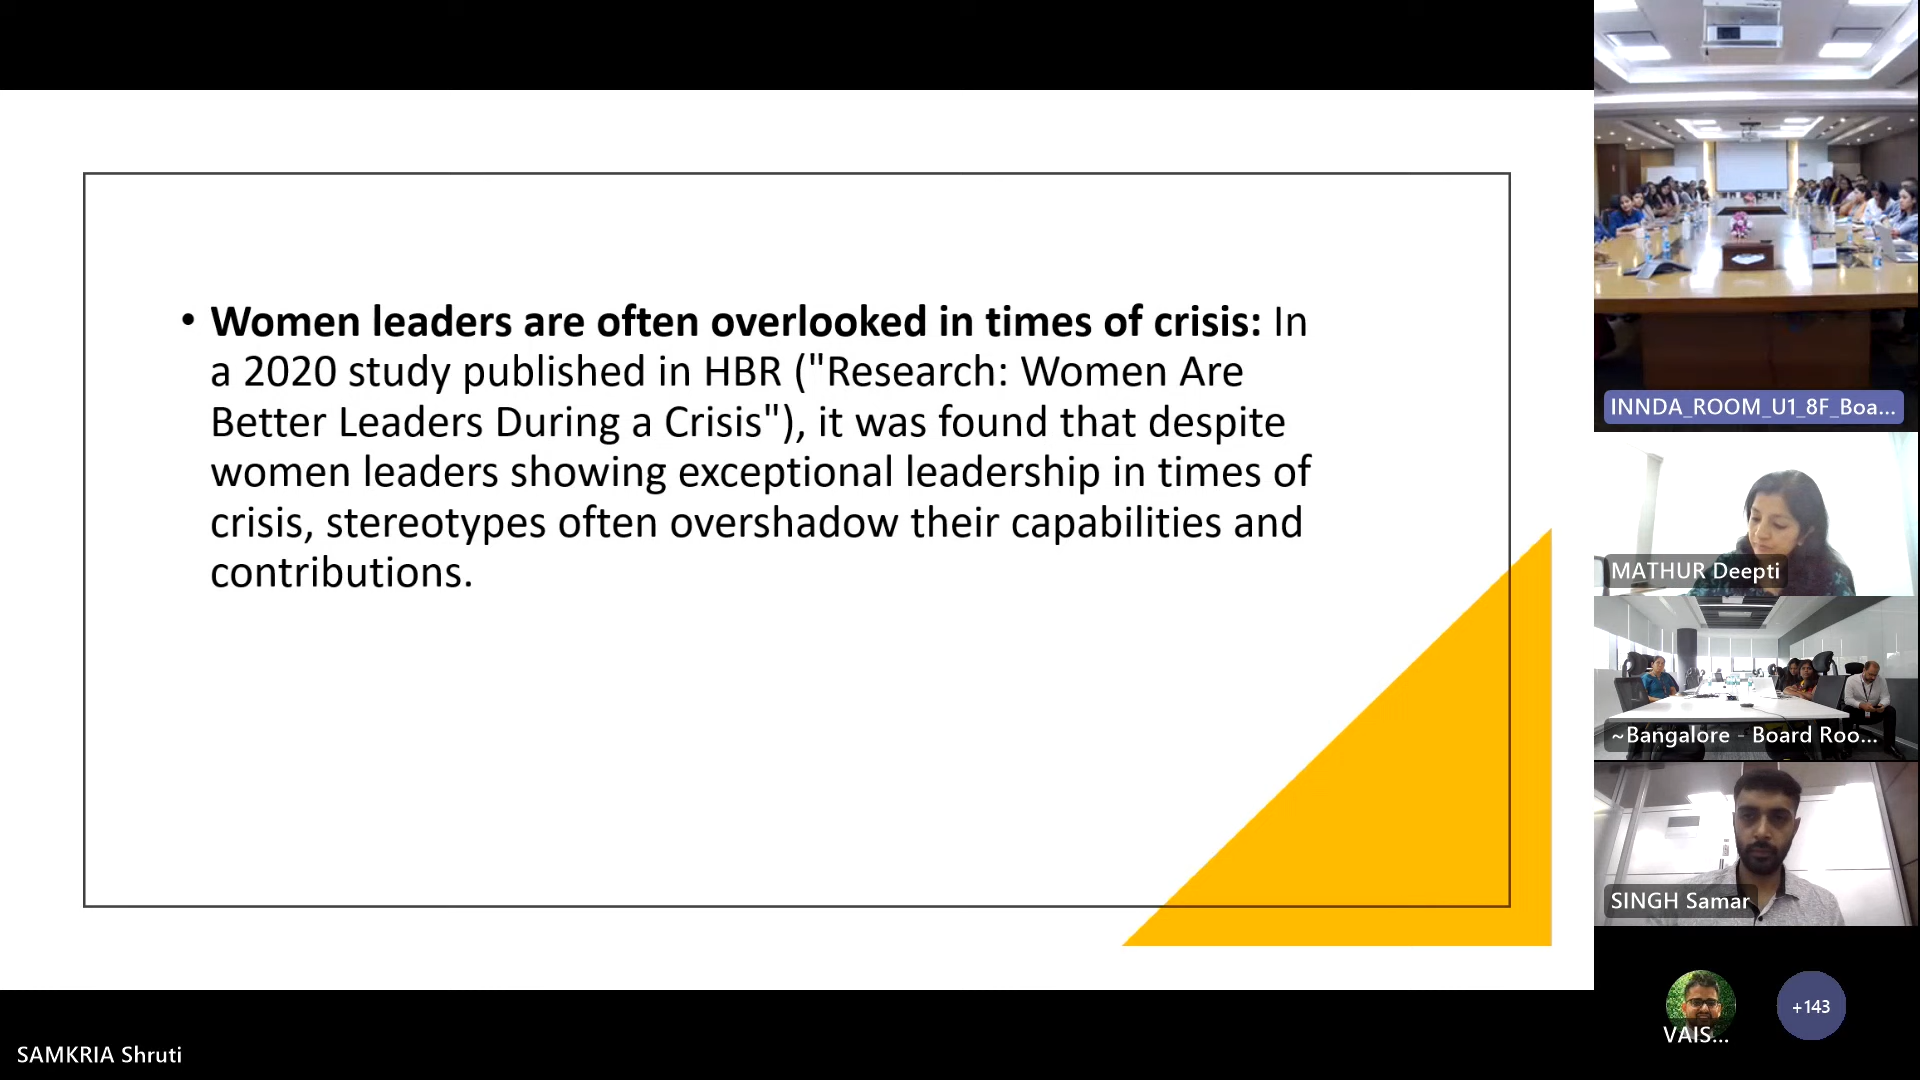 • Women leaders are often overlooked in times of crisis: In
a 2020 study published in HBR ("Research: Women Are
Better Leaders During a Crisis"), it was found that despite
women leaders showing exceptional leadership in times of
crisis, stereotypes often overshadow their capabilities and
contributions.
INNDA_ROOM_U1_8F_Boa...
MATHUR Deepti
~Bangalore - Board Roo...
SINGH Samar
VAIS...
+143
SAMKRIA Shruti